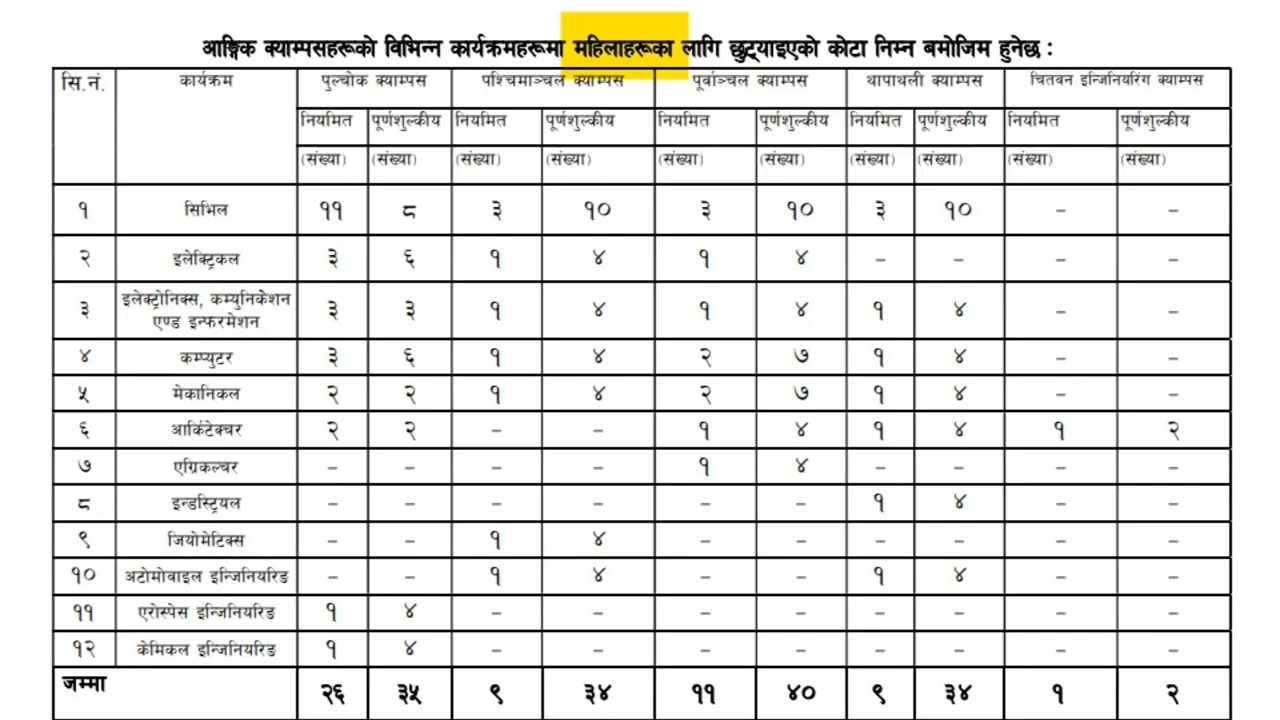 आङ्गिक क्याम्पसहरूको विभिन्न कार्यक्रमहरूमा महिलाहरूका लागि छुट्याइएको कोटा निम्न बमोजिम हुनेछ :
सि.नं. कार्यक्रम पुल्चोक क्याम्पस पश्चिमाञ्चल क्याम्पस पूर्वाञ्चल क्याम्पस थापाथली क्याम्पस चितवन इन्जिनियरिंग क्याम्पस
नियमित पूर्णशुल्कीय नियमित पूर्णशुल्कीय नियमित पूर्णशुल्कीय नियमित पूर्णशुल्कीय नियमित पूर्णशुल्कीय
(संख्या) (संख्या) (संख्या) (संख्या) (संख्या) (संख्या) (संख्या) (संख्या) (संख्या) (संख्या)
१ सिभिल ११ ८ ३ १० ३ १० ३ १० – –
२ इलेक्ट्रिकल ३ ६ १ ४ १ ४ – – – –
३ इलेक्ट्रोनिक्स, कम्युनिकेशन एण्ड इन्फरमेशन ३ ३ १ ४ १ ४ १ ४ – –
४ कम्प्युटर ३ ६ १ ४ २ ७ १ ४ – –
५ मेकानिकल २ २ १ ४ २ ७ १ ४ – –
६ आर्किटेक्चर २ २ – – १ ४ १ ४ १ २
७ एग्रिकल्चर – – – – १ ४ – – – –
८ इन्डस्ट्रियल – – – – – – १ ४ – –
९ जियोमेटिक्स – – १ ४ – – – – – –
१० अटोमोवाइल इन्जिनियरिङ – – १ ४ – – १ ४ – –
११ एरोस्पेस इन्जिनियरिङ १ ४ – – – – – – – –
१२ केमिकल इन्जिनियरिङ १ ४ – – – – – – – –
जम्मा २६ ३५ ९ ३४ ११ ४० ९ ३४ १ २